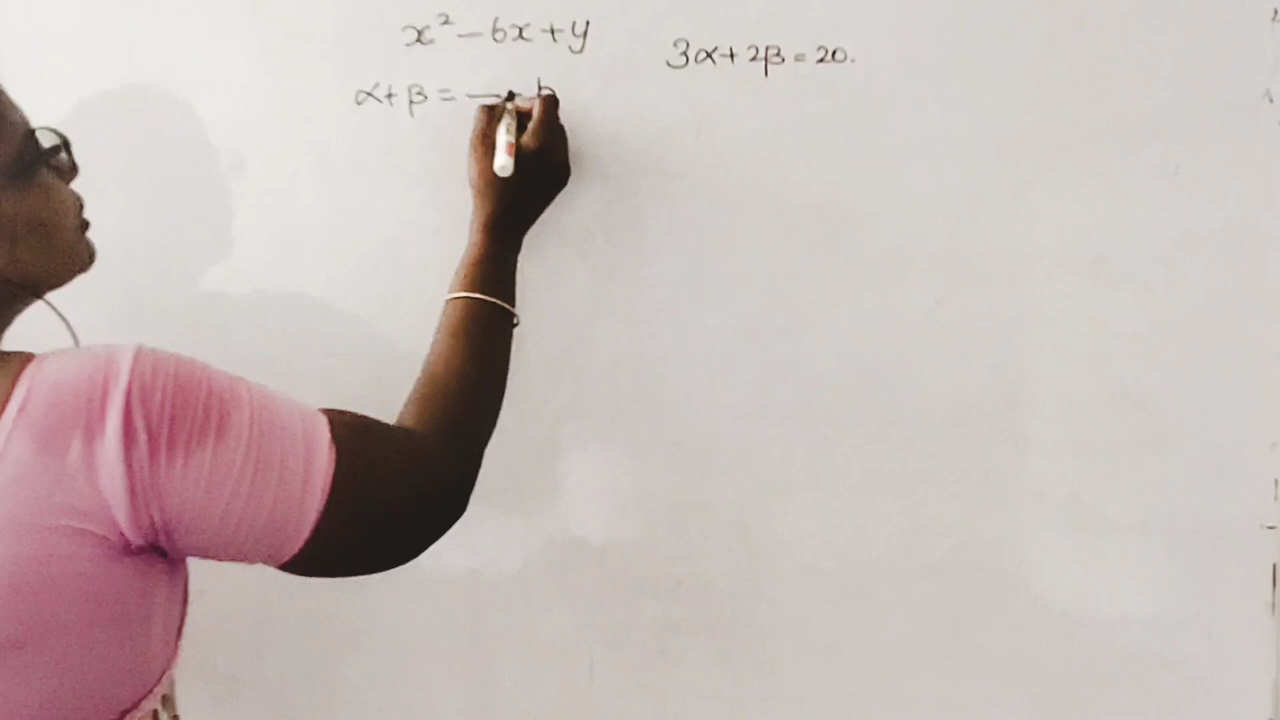 x² - 6x + y
3α + 2β = 20.
α + β = -